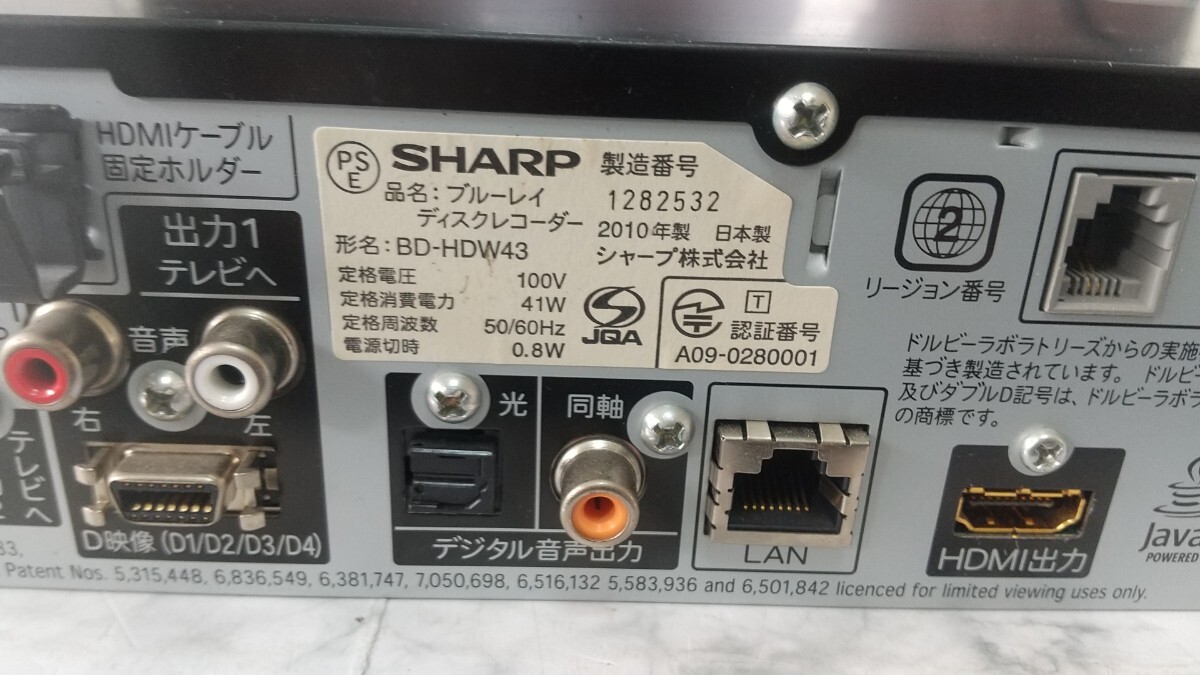 HDMIケーブル
固定ホルダー
出力1
テレビへ
音声
右
左
テレビへ
D映像(D1/D2/D3/D4)
PS
E
SHARP
製造番号
1282532
品名:ブルーレイ
ディスクレコーダー
2010年製 日本製
形名:BD-HDW43
シャープ株式会社
定格電圧 100V
定格消費電力 41W
定格周波数 50/60Hz
電源切時 0.8W
JQA
T
認証番号
A09-0280001
光
同軸
デジタル音声出力
LAN
2
リージョン番号
ドルビーラボラトリーズからの実施
基づき製造されています。 ドルビー
及びダブルD記号は、ドルビーラボラ
の商標です。
HDMI出力
Java
POWERED
Patent Nos. 5,315,448, 6,836,549, 6,381,747, 7,050,698, 6,516,132 5,583,936 and 6,501,842 licenced for limited viewing uses only.